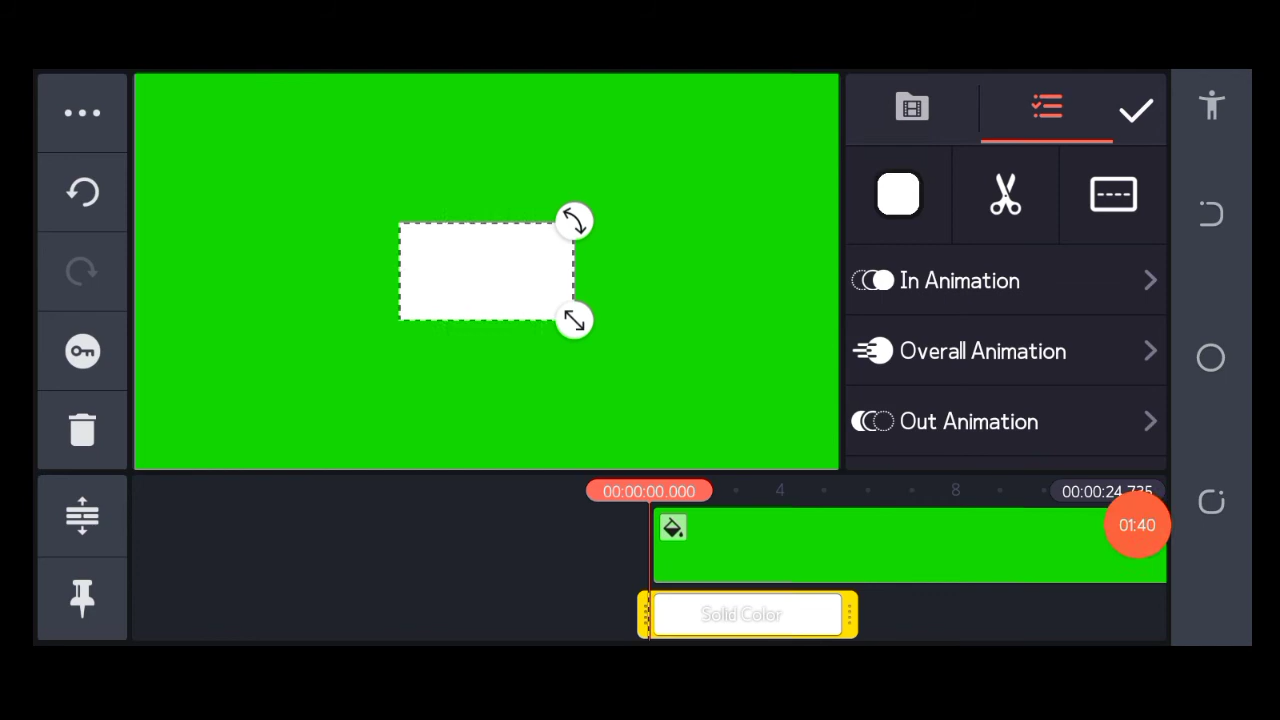 In Animation
Overall Animation
Out Animation
00:00:00.000
4
8
00:00:24.735
01:40
Solid Color